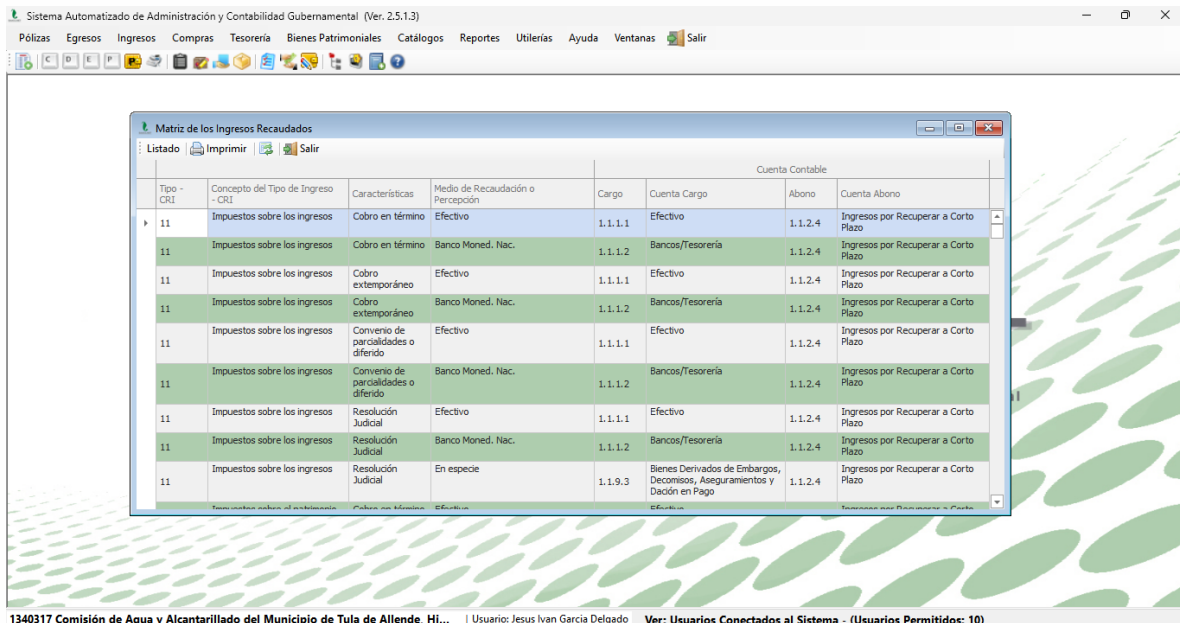 Sistema Automatizado de Administración y Contabilidad Gubernamental (Ver. 2.5.1.3)
Pólizas Egresos Ingresos Compras Tesorería Bienes Patrimoniales Catálogos Reportes Utilerías Ayuda Ventanas Salir
C D E P P
Matriz de los Ingresos Recaudados
Listado Imprimir Salir
Cuenta Contable
Tipo - CRI Concepto del Tipo de Ingreso - CRI Características Medio de Recaudación o Percepción Cargo Cuenta Cargo Abono Cuenta Abono
11 Impuestos sobre los ingresos Cobro en término Efectivo 1.1.1.1 Efectivo 1.1.2.4 Ingresos por Recuperar a Corto Plazo
11 Impuestos sobre los ingresos Cobro en término Banco Moned. Nac. 1.1.1.2 Bancos/Tesorería 1.1.2.4 Ingresos por Recuperar a Corto Plazo
11 Impuestos sobre los ingresos Cobro extemporáneo Efectivo 1.1.1.1 Efectivo 1.1.2.4 Ingresos por Recuperar a Corto Plazo
11 Impuestos sobre los ingresos Cobro extemporáneo Banco Moned. Nac. 1.1.1.2 Bancos/Tesorería 1.1.2.4 Ingresos por Recuperar a Corto Plazo
11 Impuestos sobre los ingresos Convenio de parcialidades o diferido Efectivo 1.1.1.1 Efectivo 1.1.2.4 Ingresos por Recuperar a Corto Plazo
11 Impuestos sobre los ingresos Convenio de parcialidades o diferido Banco Moned. Nac. 1.1.1.2 Bancos/Tesorería 1.1.2.4 Ingresos por Recuperar a Corto Plazo
11 Impuestos sobre los ingresos Resolución Judicial Efectivo 1.1.1.1 Efectivo 1.1.2.4 Ingresos por Recuperar a Corto Plazo
11 Impuestos sobre los ingresos Resolución Judicial Banco Moned. Nac. 1.1.1.2 Bancos/Tesorería 1.1.2.4 Ingresos por Recuperar a Corto Plazo
11 Impuestos sobre los ingresos Resolución Judicial En especie 1.1.9.3 Bienes Derivados de Embargos, Decomisos, Aseguramientos y Dación en Pago 1.1.2.4 Ingresos por Recuperar a Corto Plazo
Impuestos sobre el patrimonio Cobro en término Efectivo Efectivo Ingresos por Recuperar a Corto
1340317 Comisión de Agua y Alcantarillado del Municipio de Tula de Allende, Hi... | Usuario: Jesus Ivan Garcia Delgado Ver: Usuarios Conectados al Sistema - (Usuarios Permitidos: 10)